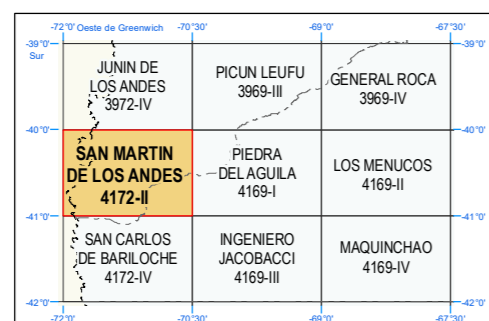 -72°0' Oeste de Greenwich -70°30' -69°0' -67°30'
-39°0' -39°0'
Sur
JUNIN DE
LOS ANDES
3972-IV
PICUN LEUFU
3969-III
GENERAL ROCA
3969-IV
-40°0' -40°0'
SAN MARTIN
DE LOS ANDES
4172-II
PIEDRA
DEL AGUILA
4169-I
LOS MENUCOS
4169-II
-41°0' -41°0'
SAN CARLOS
DE BARILOCHE
4172-IV
INGENIERO
JACOBACCI
4169-III
MAQUINCHAO
4169-IV
-42°0' -42°0'
-72°0' -70°30' -69°0' -67°30'